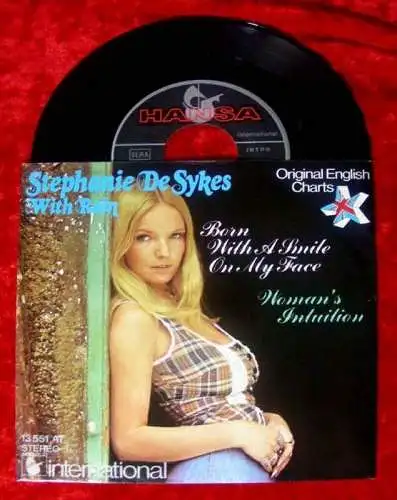 HANSA
international
Stephanie De Sykes
With Rain
Original English
Charts
Born
With A Smile
On My Face
Woman's
Intuition
13 551 AT
STEREO
international